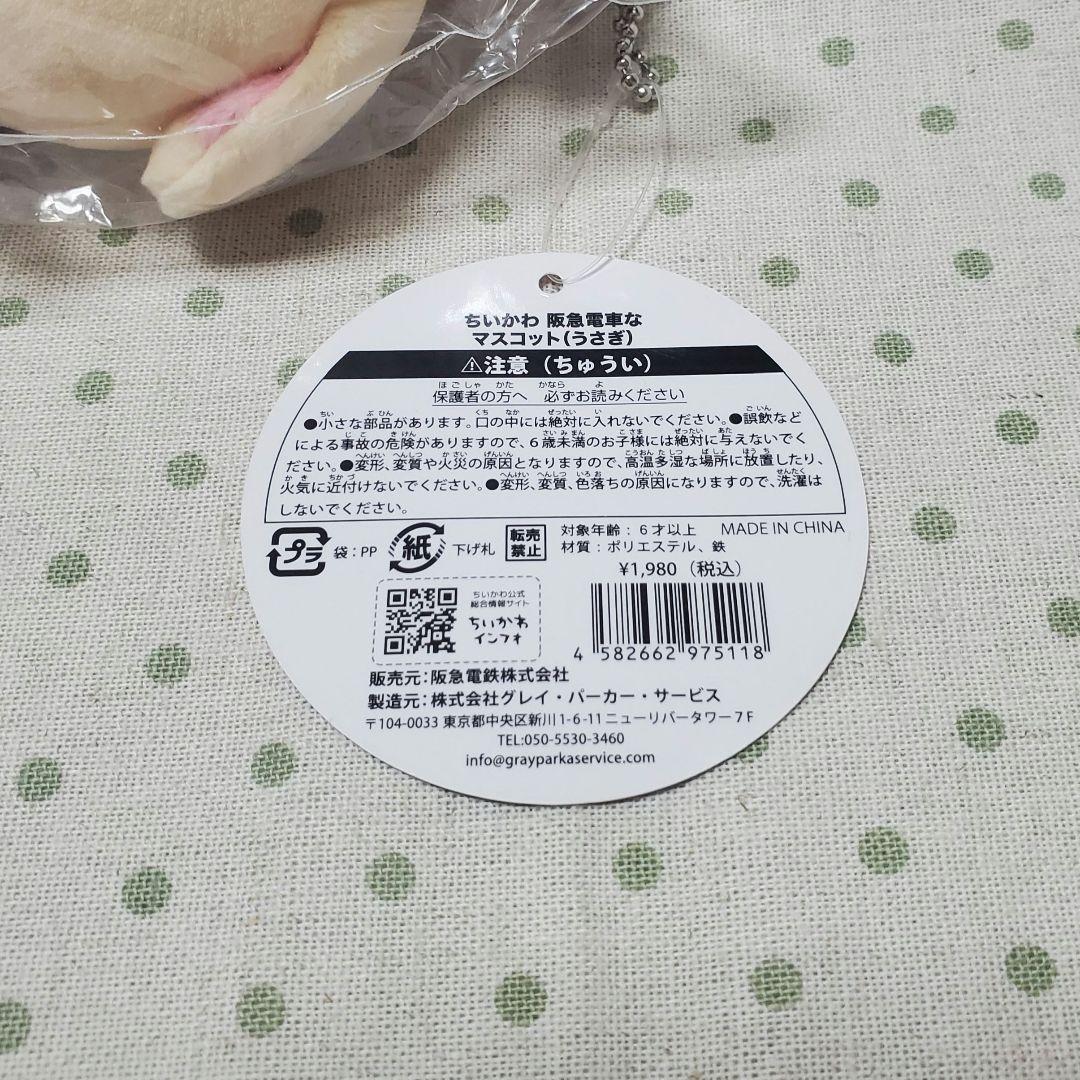 ちいかわ 阪急電車な
マスコット(うさぎ)
⚠注意(ちゅうい)
保護者の方へ 必ずお読みください
●小さな部品があります。口の中には絶対に入れないでください。●誤飲など
による事故の危険がありますので、6歳未満のお子様には絶対に与えないでく
ださい。●変形、変質や火災の原因となりますので、高温多湿な場所に放置したり、
火気に近付けないでください。●変形、変質、色落ちの原因になりますので、洗濯は
しないでください。
プラ 袋:PP 紙 下げ札 転売禁止 対象年齢:6才以上 MADE IN CHINA
材質:ポリエステル、鉄
¥1,980(税込)
ちいかわ公式
総合情報サイト
ちいかわ
インフォ
4 582662 975118
販売元:阪急電鉄株式会社
製造元:株式会社グレイ・パーカー・サービス
〒104-0033 東京都中央区新川1-6-11ニューリバータワー7F
TEL:050-5530-3460
info@grayparkaservice.com